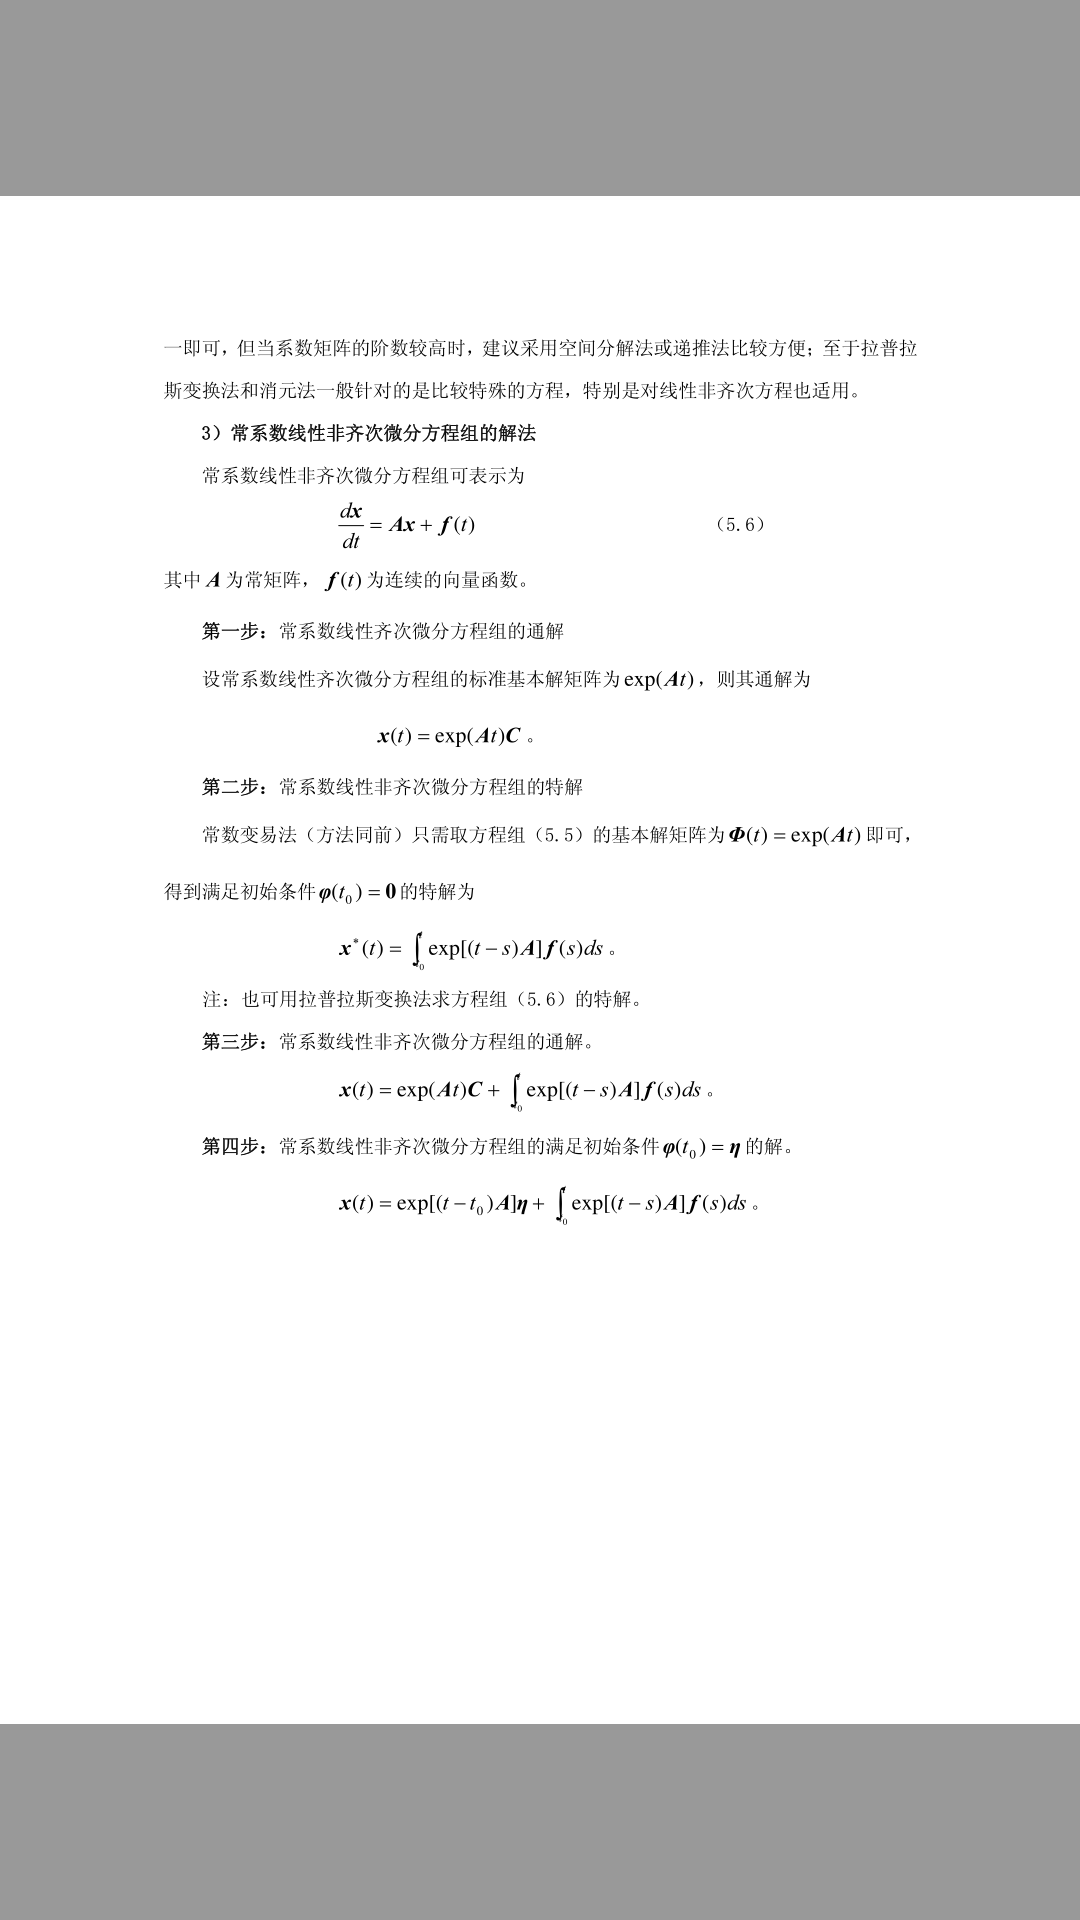 一即可，但当系数矩阵的阶数较高时，建议采用空间分解法或递推法比较方便；至于拉普拉
斯变换法和消元法一般针对的是比较特殊的方程，特别是对线性非齐次方程也适用。
3）常系数线性非齐次微分方程组的解法
常系数线性非齐次微分方程组可表示为
dx/dt = Ax + f(t) （5.6）
其中 A 为常矩阵， f(t) 为连续的向量函数。
第一步：常系数线性齐次微分方程组的通解
设常系数线性齐次微分方程组的标准基本解矩阵为 exp(At)，则其通解为
x(t) = exp(At)C 。
第二步：常系数线性非齐次微分方程组的特解
常数变易法（方法同前）只需取方程组（5.5）的基本解矩阵为 Φ(t) = exp(At) 即可，
得到满足初始条件 φ(t₀) = 0 的特解为
x*(t) = ∫ₜ₀ᵗ exp[(t − s)A]f(s)ds 。
注：也可用拉普拉斯变换法求方程组（5.6）的特解。
第三步：常系数线性非齐次微分方程组的通解。
x(t) = exp(At)C + ∫ₜ₀ᵗ exp[(t − s)A]f(s)ds 。
第四步：常系数线性非齐次微分方程组的满足初始条件 φ(t₀) = η 的解。
x(t) = exp[(t − t₀)A]η + ∫ₜ₀ᵗ exp[(t − s)A]f(s)ds 。